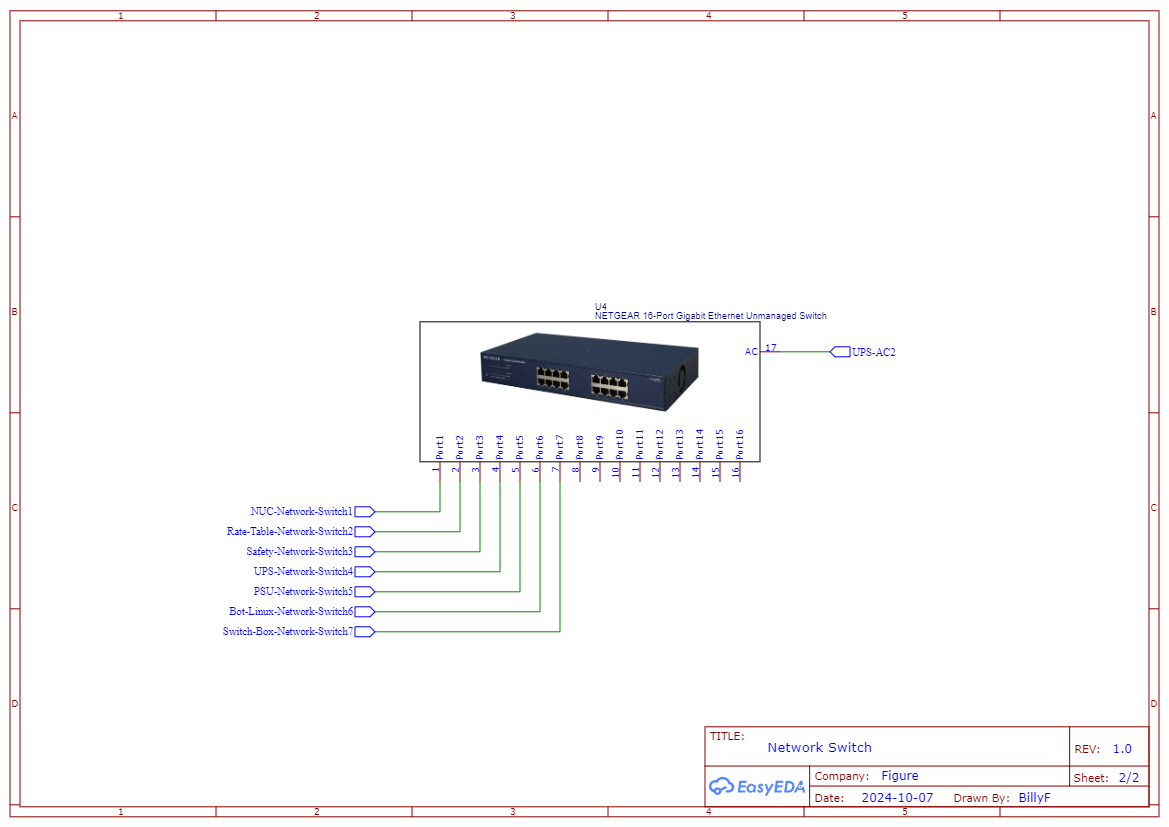 1 2 3 4 5
A A
B B
C C
D D
1 2 3 4 5
U4
NETGEAR 16-Port Gigabit Ethernet Unmanaged Switch
NETGEAR
AC 17 UPS-AC2
Port1 Port2 Port3 Port4 Port5 Port6 Port7 Port8 Port9 Port10 Port11 Port12 Port13 Port14 Port15 Port16
1 2 3 4 5 6 7 8 9 10 11 12 13 14 15 16
NUC-Network-Switch1
Rate-Table-Network-Switch2
Safety-Network-Switch3
UPS-Network-Switch4
PSU-Network-Switch5
Bot-Linux-Network-Switch6
Switch-Box-Network-Switch7
TITLE:
Network Switch
REV: 1.0
EasyEDA
Company: Figure
Sheet: 2/2
Date: 2024-10-07 Drawn By: BillyF